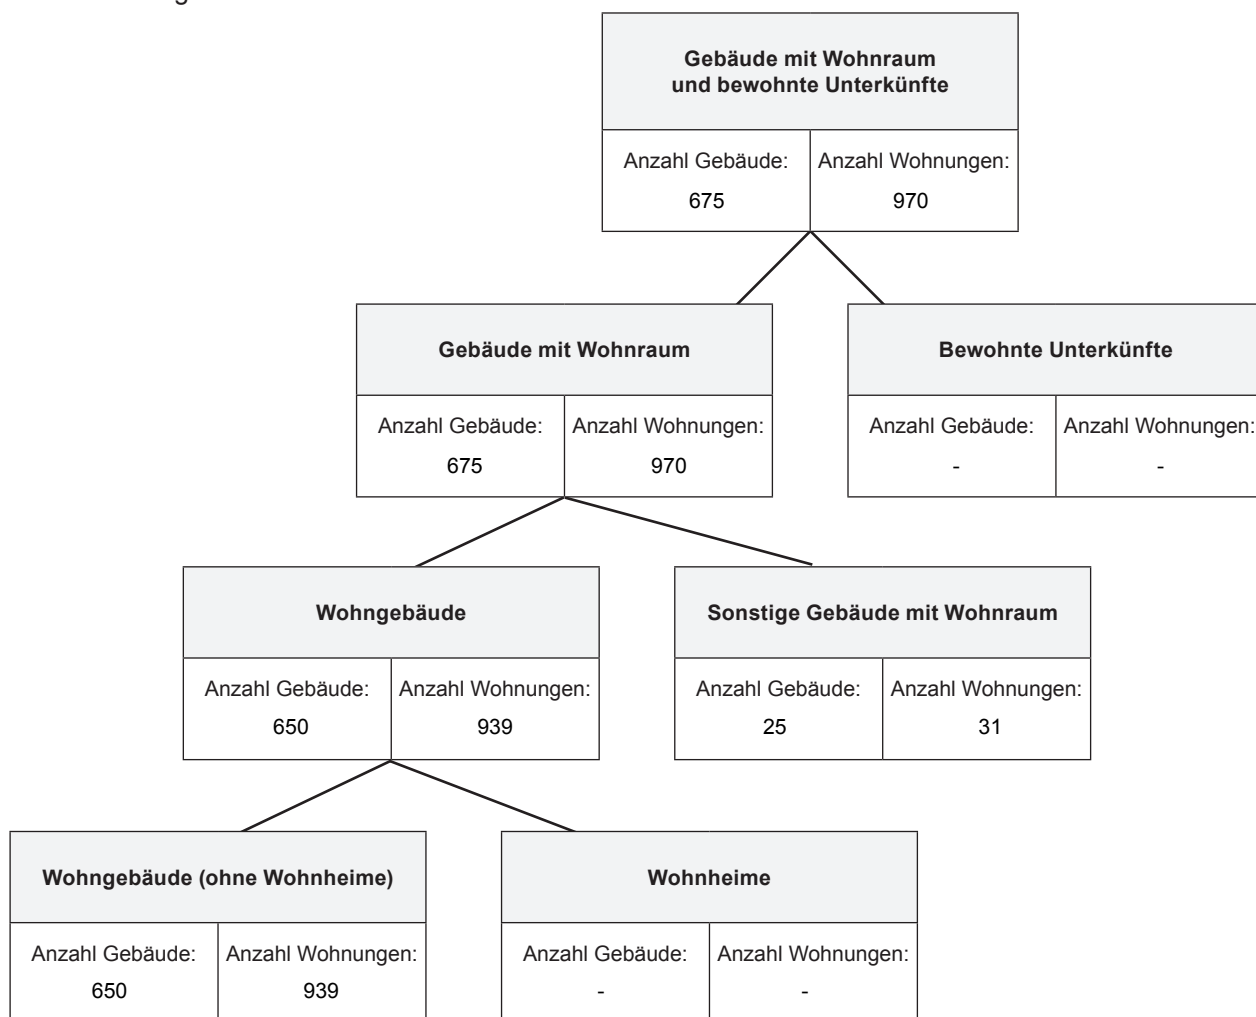 Gebäude mit Wohnraum
und bewohnte Unterkünfte
Anzahl Gebäude: Anzahl Wohnungen:
675 970
Gebäude mit Wohnraum
Anzahl Gebäude: Anzahl Wohnungen:
675 970
Bewohnte Unterkünfte
Anzahl Gebäude: Anzahl Wohnungen:
- -
Wohngebäude
Anzahl Gebäude: Anzahl Wohnungen:
650 939
Sonstige Gebäude mit Wohnraum
Anzahl Gebäude: Anzahl Wohnungen:
25 31
Wohngebäude (ohne Wohnheime)
Anzahl Gebäude: Anzahl Wohnungen:
650 939
Wohnheime
Anzahl Gebäude: Anzahl Wohnungen:
- -